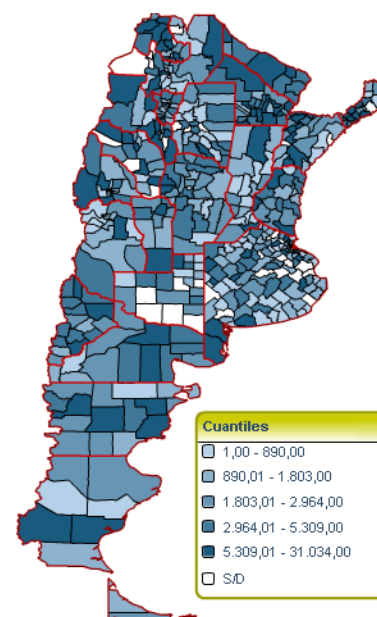 Cuantiles
1,00 - 890,00
890,01 - 1.803,00
1.803,01 - 2.964,00
2.964,01 - 5.309,00
5.309,01 - 31.034,00
S/D